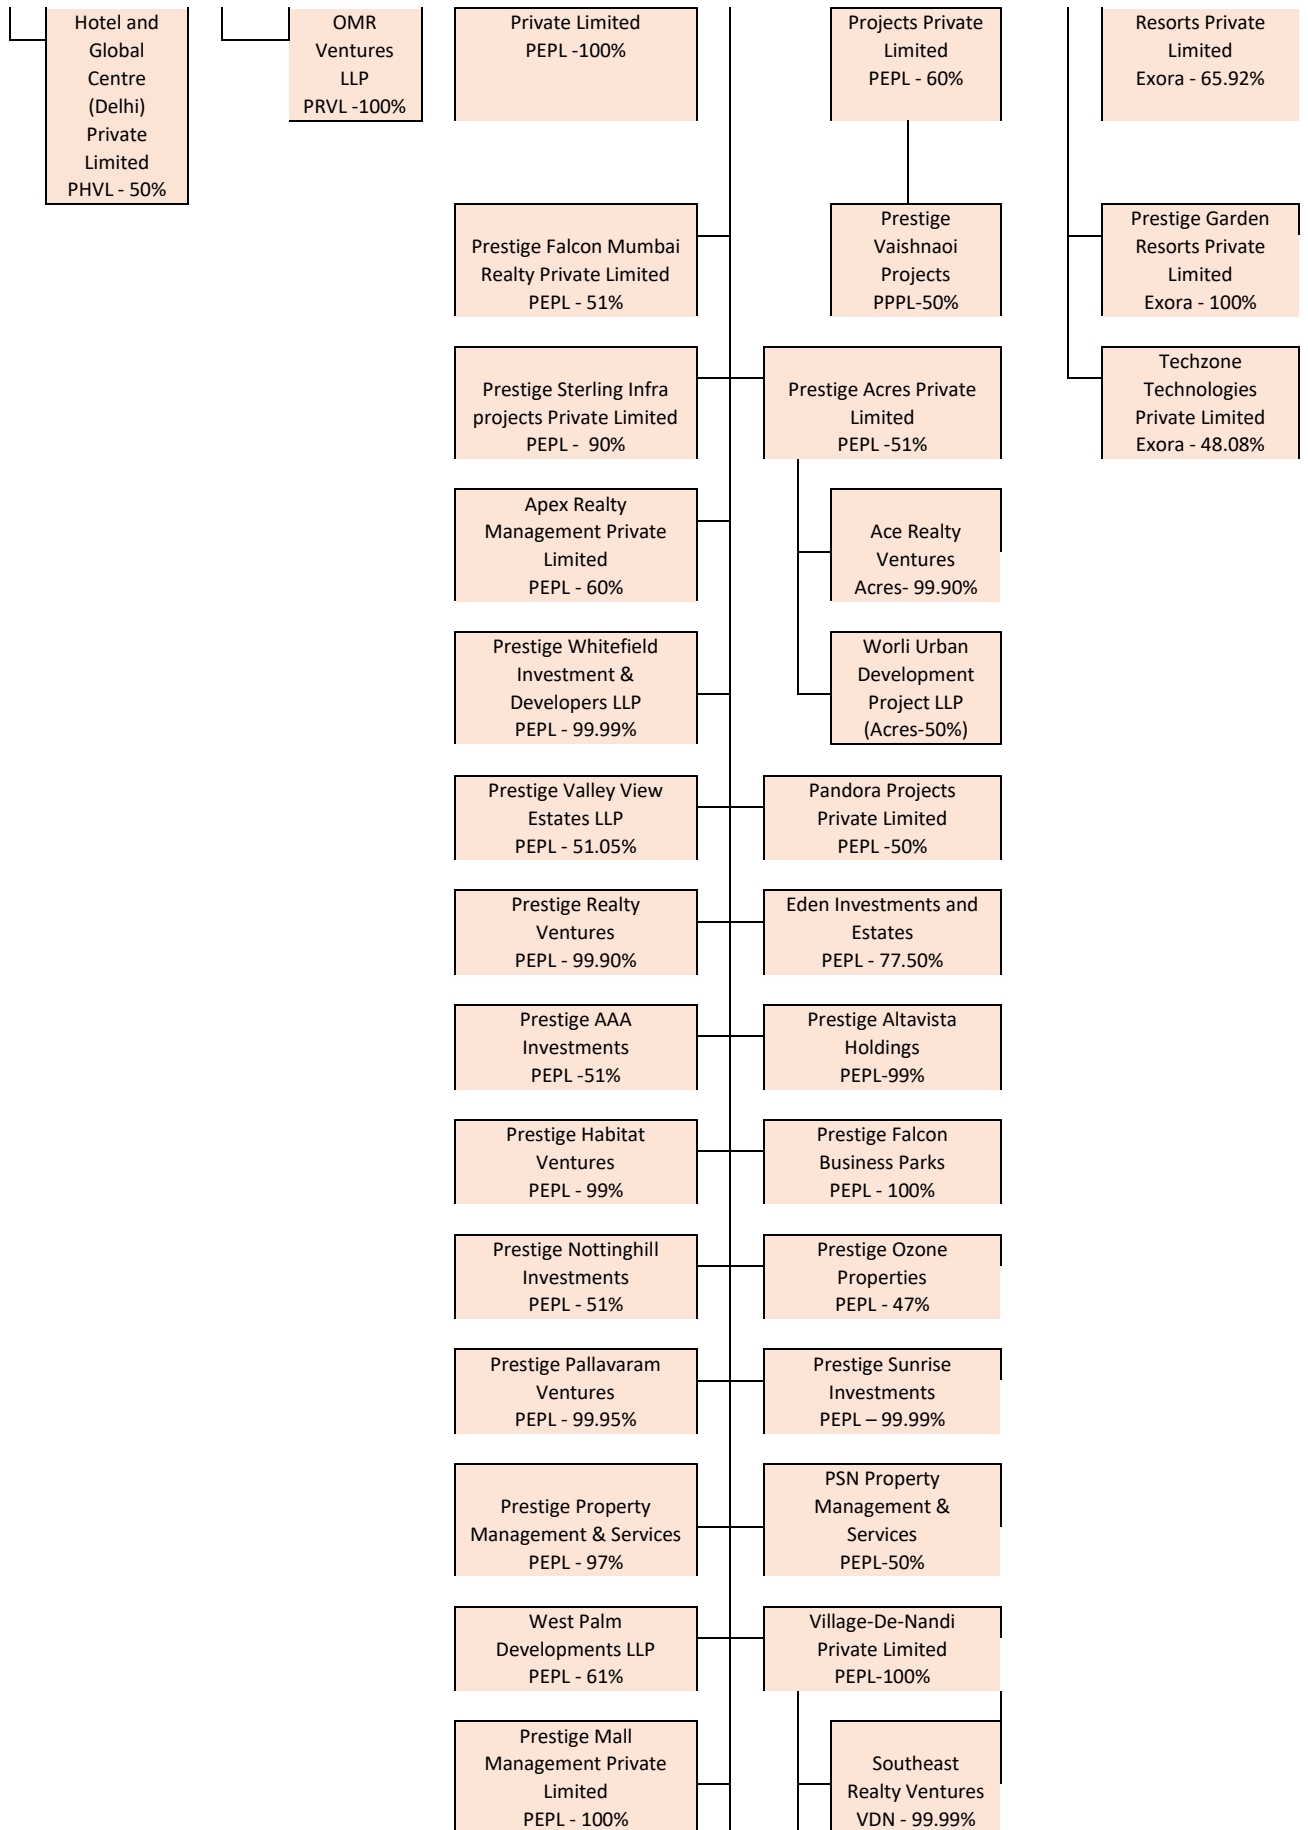 Hotel and
Global
Centre
(Delhi)
Private
Limited
PHVL - 50%
OMR
Ventures
LLP
PRVL -100%
Private Limited
PEPL -100%
Projects Private
Limited
PEPL - 60%
Resorts Private
Limited
Exora - 65.92%
Prestige Falcon Mumbai
Realty Private Limited
PEPL - 51%
Prestige
Vaishnaoi
Projects
PPPL-50%
Prestige Garden
Resorts Private
Limited
Exora - 100%
Prestige Sterling Infra
projects Private Limited
PEPL -  90%
Prestige Acres Private
Limited
PEPL -51%
Techzone
Technologies
Private Limited
Exora - 48.08%
Apex Realty
Management Private
Limited
PEPL - 60%
Ace Realty
Ventures
Acres- 99.90%
Prestige Whitefield
Investment &
Developers LLP
PEPL - 99.99%
Worli Urban
Development
Project LLP
(Acres-50%)
Prestige Valley View
Estates LLP
PEPL - 51.05%
Pandora Projects
Private Limited
PEPL -50%
Prestige Realty
Ventures
PEPL - 99.90%
Eden Investments and
Estates
PEPL - 77.50%
Prestige AAA
Investments
PEPL -51%
Prestige Altavista
Holdings
PEPL-99%
Prestige Habitat
Ventures
PEPL - 99%
Prestige Falcon
Business Parks
PEPL - 100%
Prestige Nottinghill
Investments
PEPL - 51%
Prestige Ozone
Properties
PEPL - 47%
Prestige Pallavaram
Ventures
PEPL - 99.95%
Prestige Sunrise
Investments
PEPL – 99.99%
Prestige Property
Management & Services
PEPL - 97%
PSN Property
Management &
Services
PEPL-50%
West Palm
Developments LLP
PEPL - 61%
Village-De-Nandi
Private Limited
PEPL-100%
Prestige Mall
Management Private
Limited
PEPL - 100%
Southeast
Realty Ventures
VDN - 99.99%